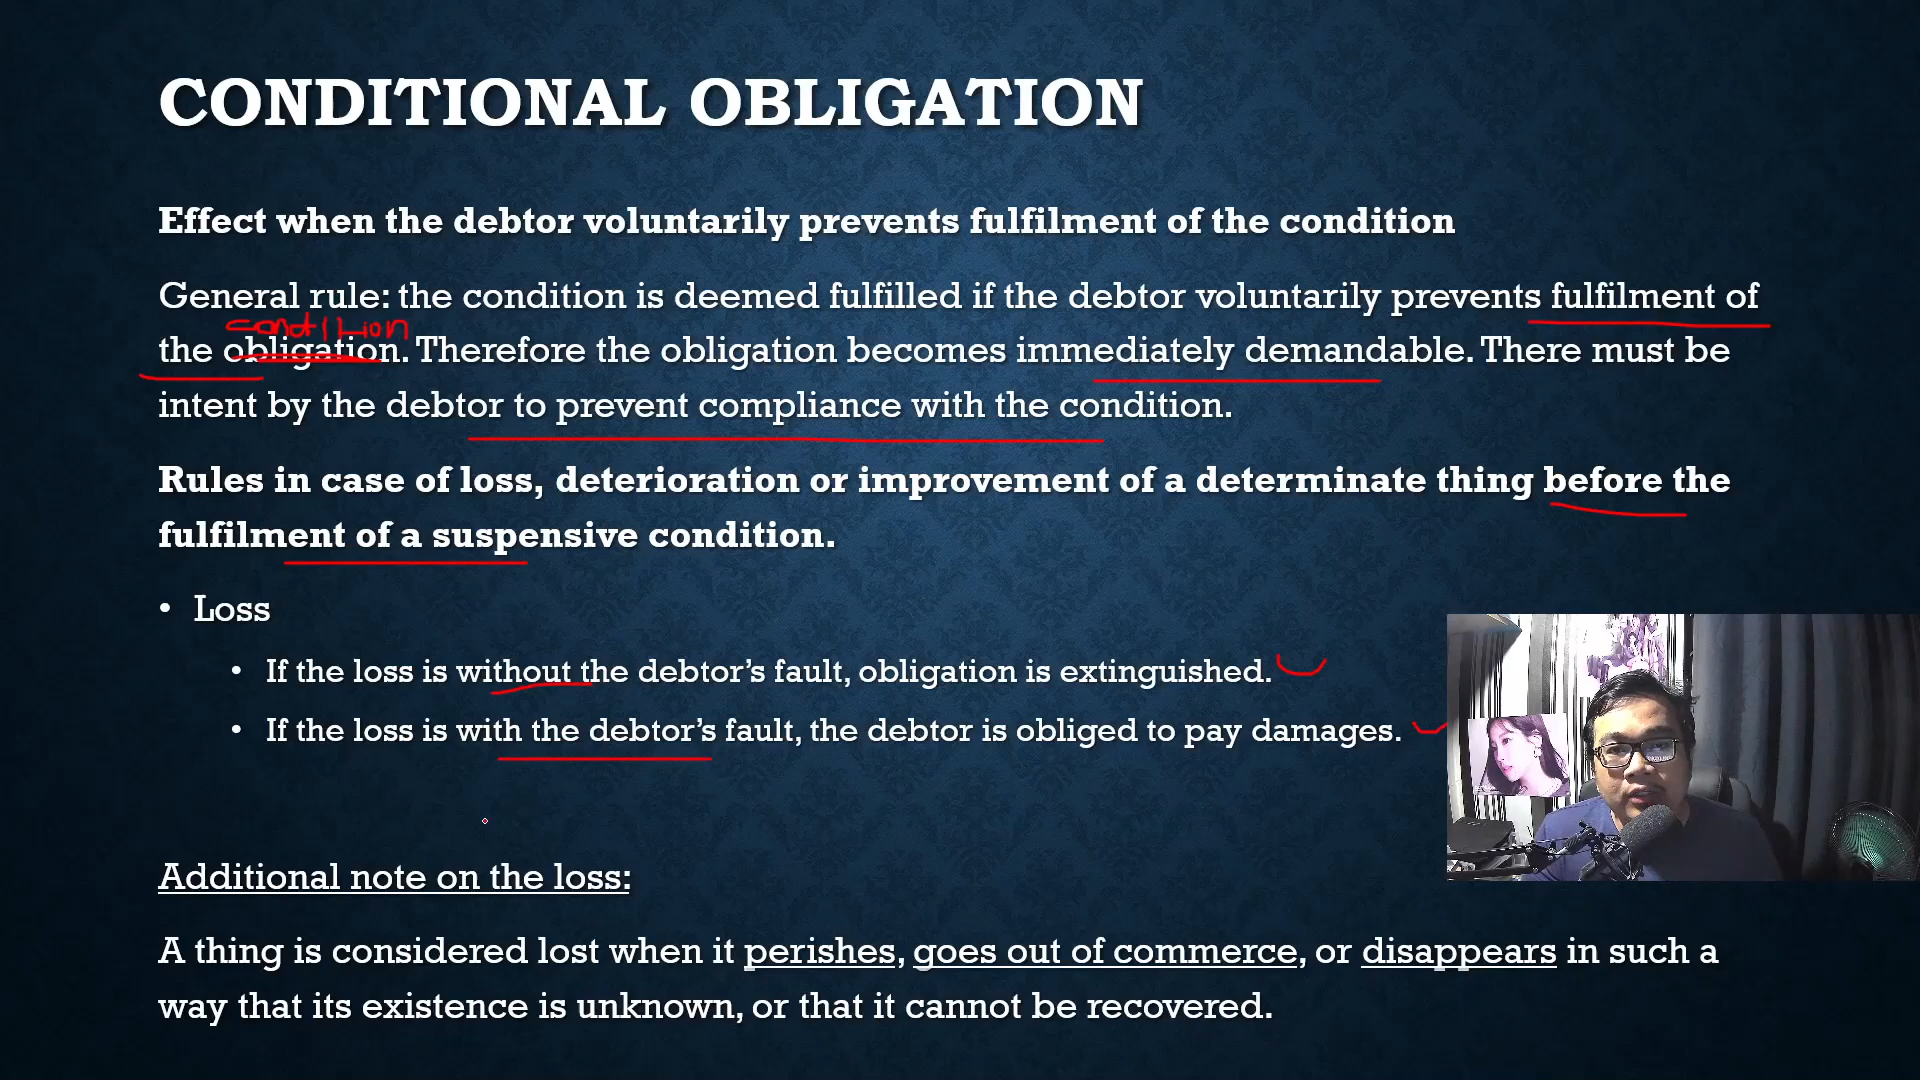 CONDITIONAL OBLIGATION
Effect when the debtor voluntarily prevents fulfilment of the condition
General rule: the condition is deemed fulfilled if the debtor voluntarily prevents fulfilment of
condition
the obligation. Therefore the obligation becomes immediately demandable. There must be
intent by the debtor to prevent compliance with the condition.
Rules in case of loss, deterioration or improvement of a determinate thing before the
fulfilment of a suspensive condition.
• Loss
• If the loss is without the debtor’s fault, obligation is extinguished.
• If the loss is with the debtor’s fault, the debtor is obliged to pay damages.
Additional note on the loss:
A thing is considered lost when it perishes, goes out of commerce, or disappears in such a
way that its existence is unknown, or that it cannot be recovered.